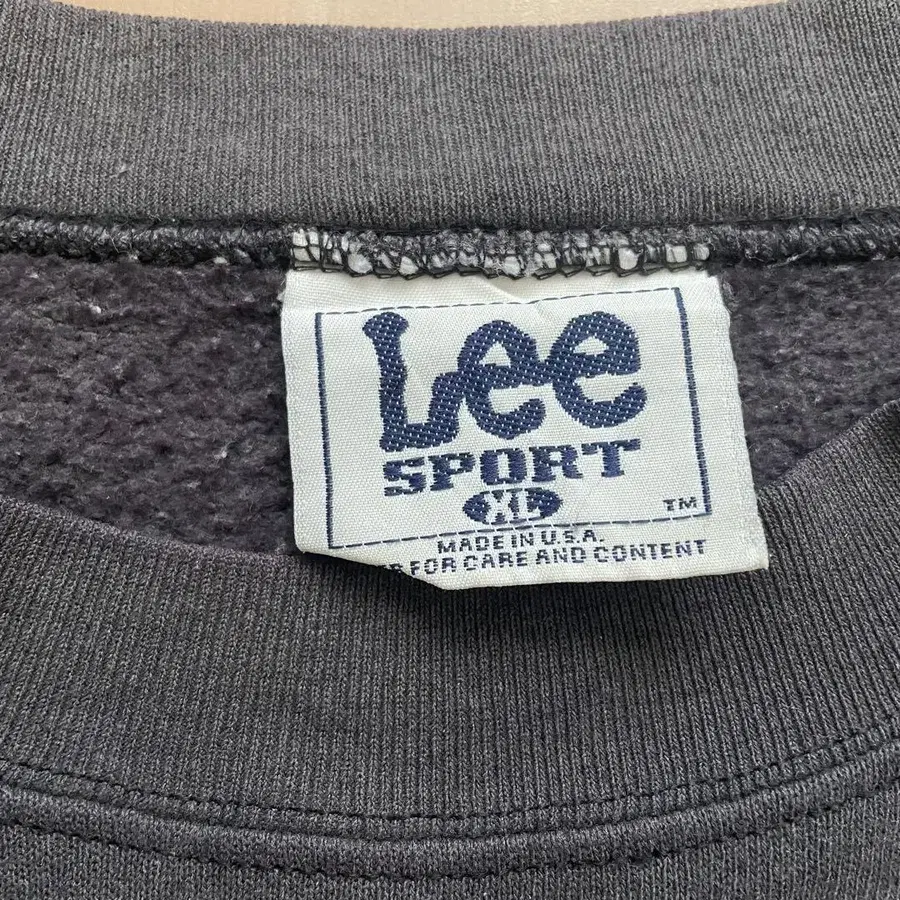 Lee
SPORT
XL
TM
MADE IN U.S.A.
FOR CARE AND CONTENT